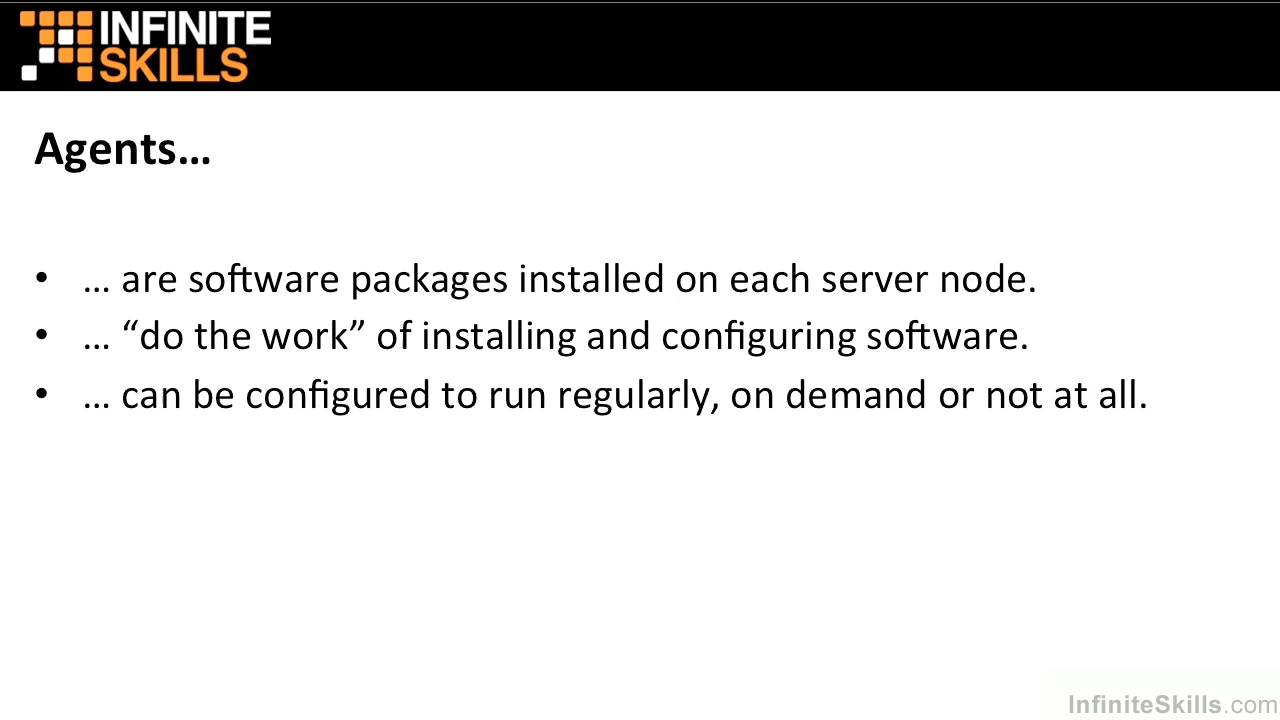 INFINITE
SKILLS
Agents…
• … are software packages installed on each server node.
• … “do the work” of installing and configuring software.
• … can be configured to run regularly, on demand or not at all.
InfiniteSkills.com